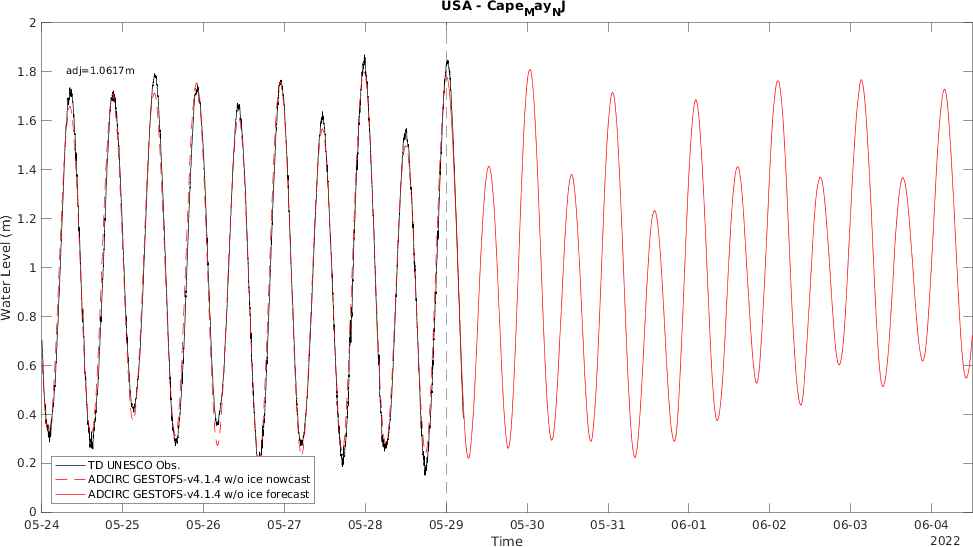 USA - Cape_May_NJ
2
1.8
adj=1.0617m
1.6
1.4
1.2
Water Level (m)
1
0.8
0.6
0.4
0.2
0
TD UNESCO Obs.
ADCIRC GESTOFS-v4.1.4 w/o ice nowcast
ADCIRC GESTOFS-v4.1.4 w/o ice forecast
05-24 05-25 05-26 05-27 05-28 05-29 05-30 05-31 06-01 06-02 06-03 06-04
Time
2022